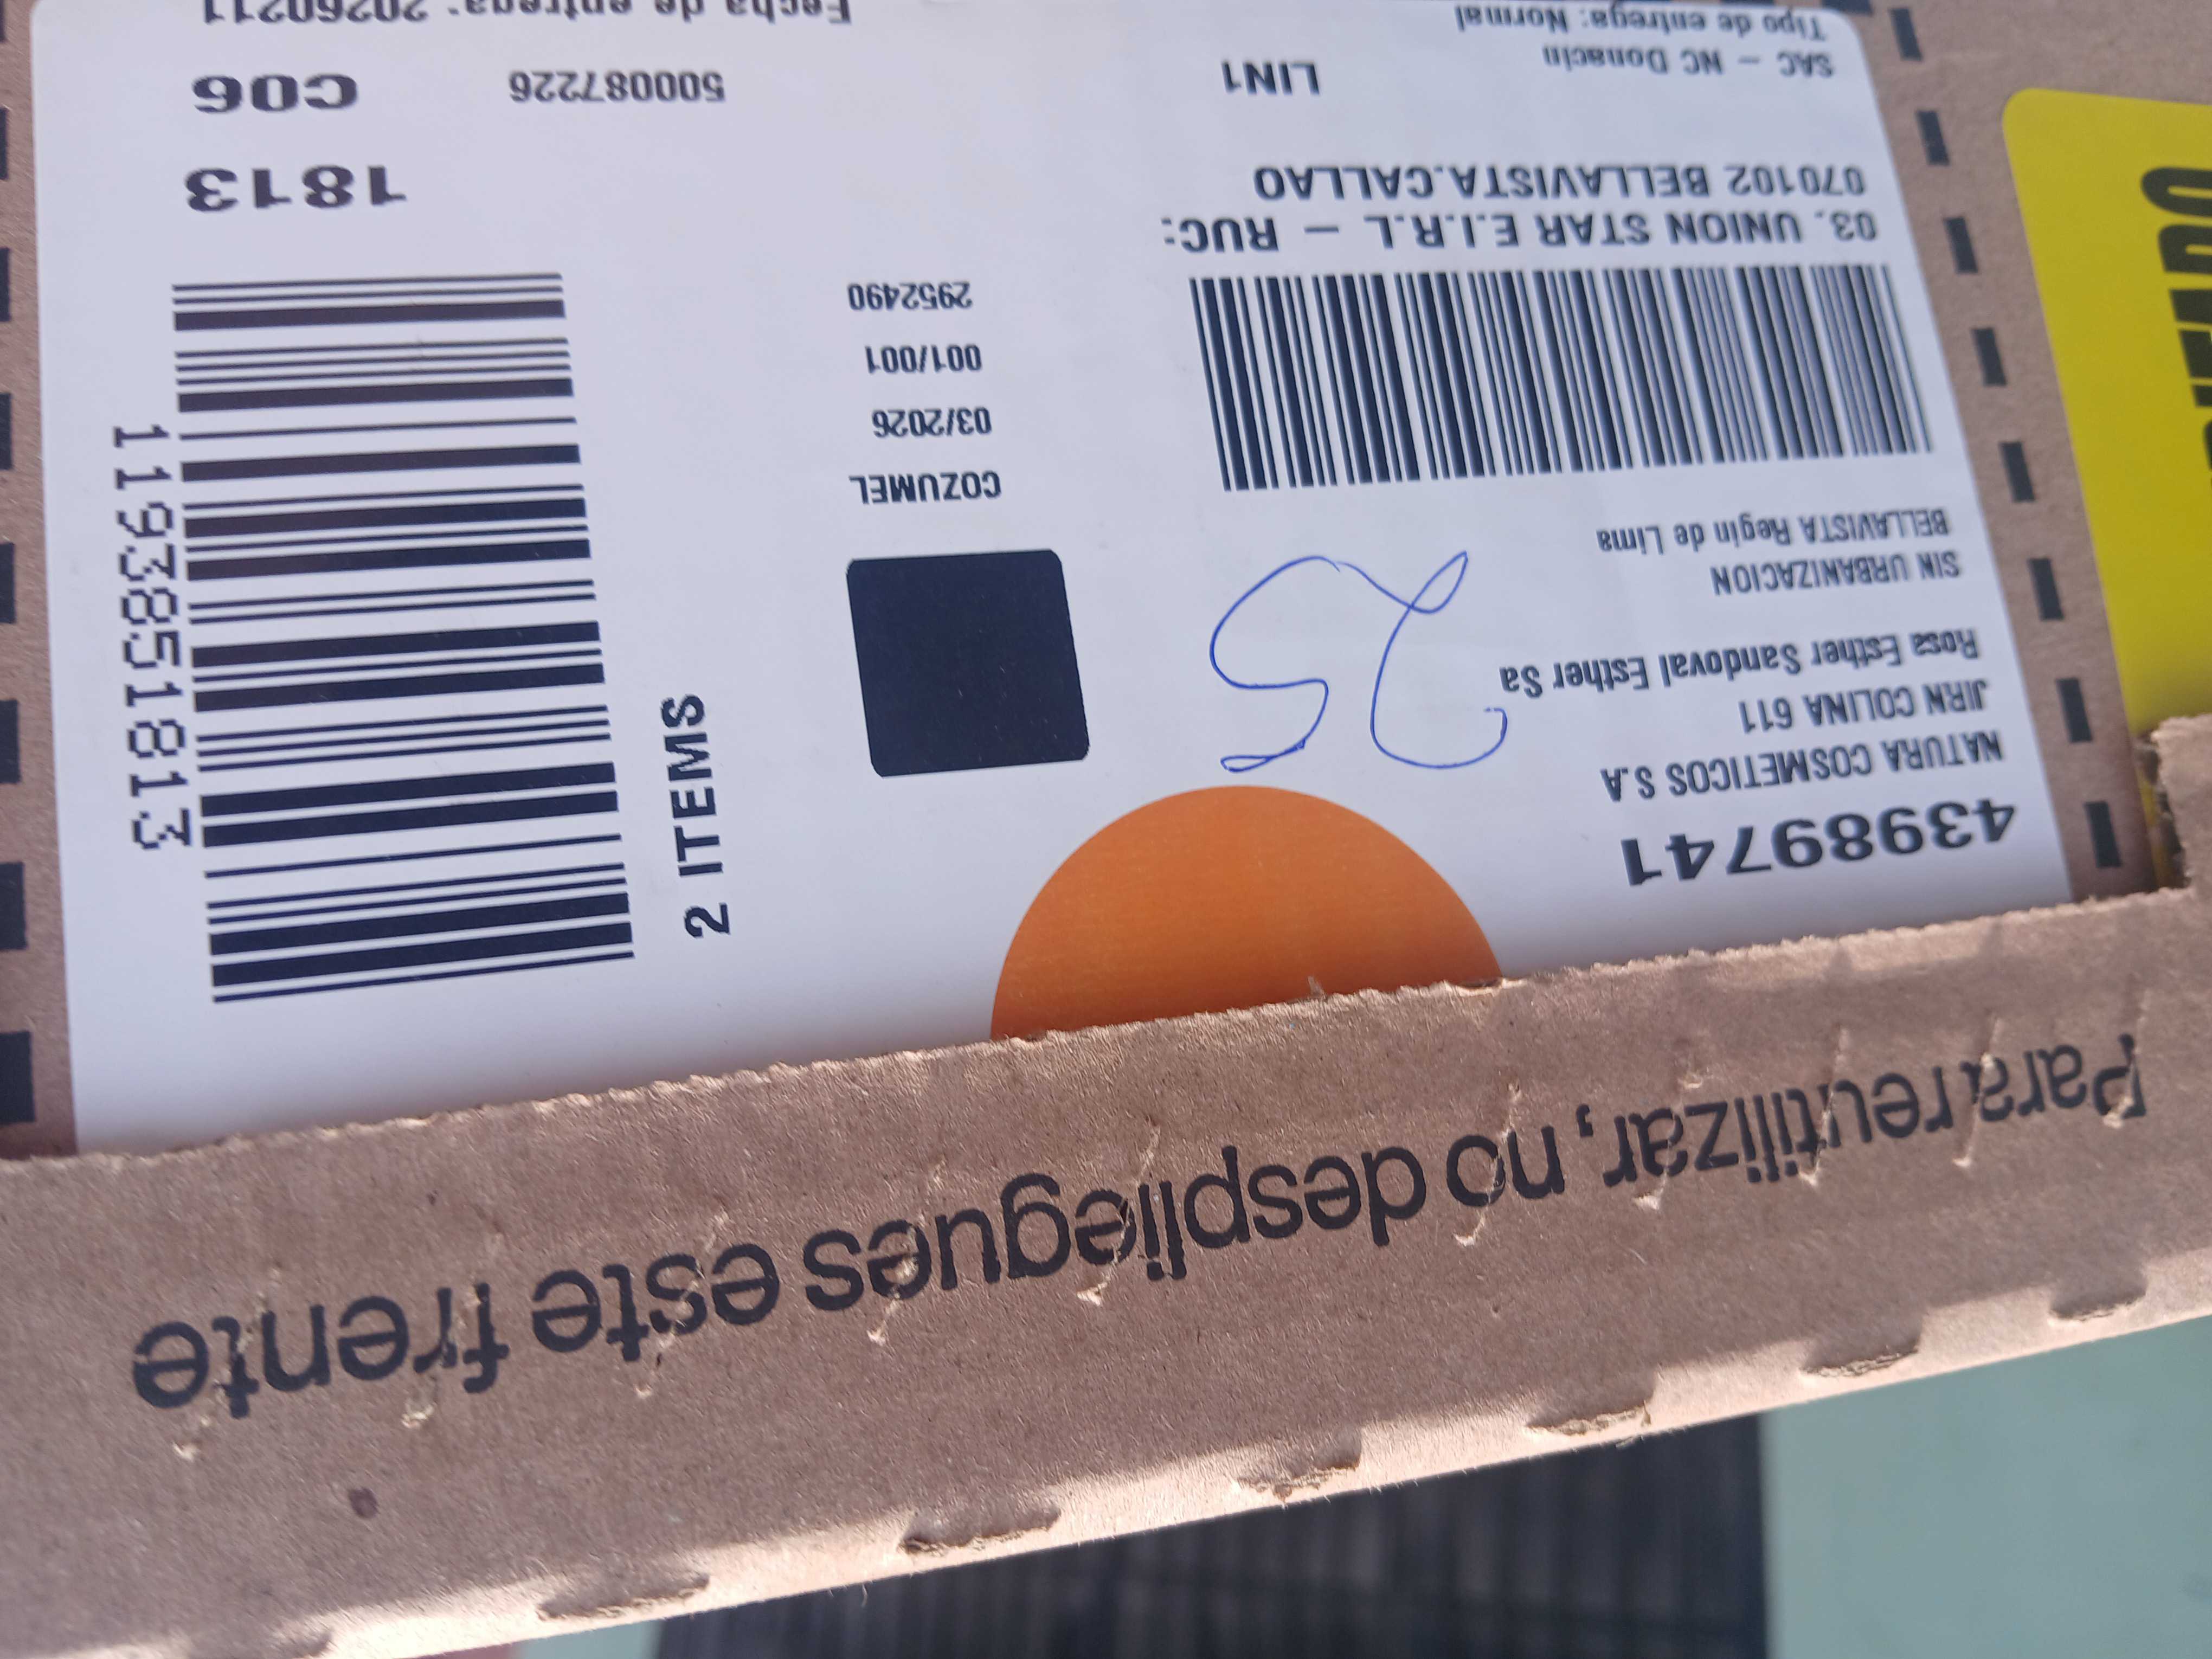 Para reutilizar, no despliegues este frente
43989741
NATURA COSMETICOS S.A
JIRN COLINA 611
Rosa Esther Sandoval Esther Sa
SIN URBANIZACION
BELLAVISTA Regin de Lima
25
03. UNION STAR E.I.R.L - RUC:
070102 BELLAVISTA.CALLAO
SAC - NC Donacin
LIN1
Tipo de entrega: Normal
COZUMEL
03/2026
001/001
2952490
2 ITEMS
1193851813
1813
500087226
C06
Fecha de entrega: 20260211